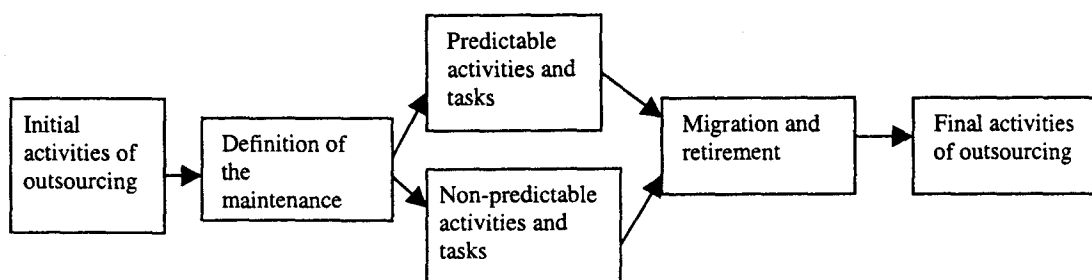 Initial
activities of
outsourcing
Definition of
the
maintenance
Predictable
activities and
tasks
Non-predictable
activities and
tasks
Migration and
retirement
Final activities
of outsourcing